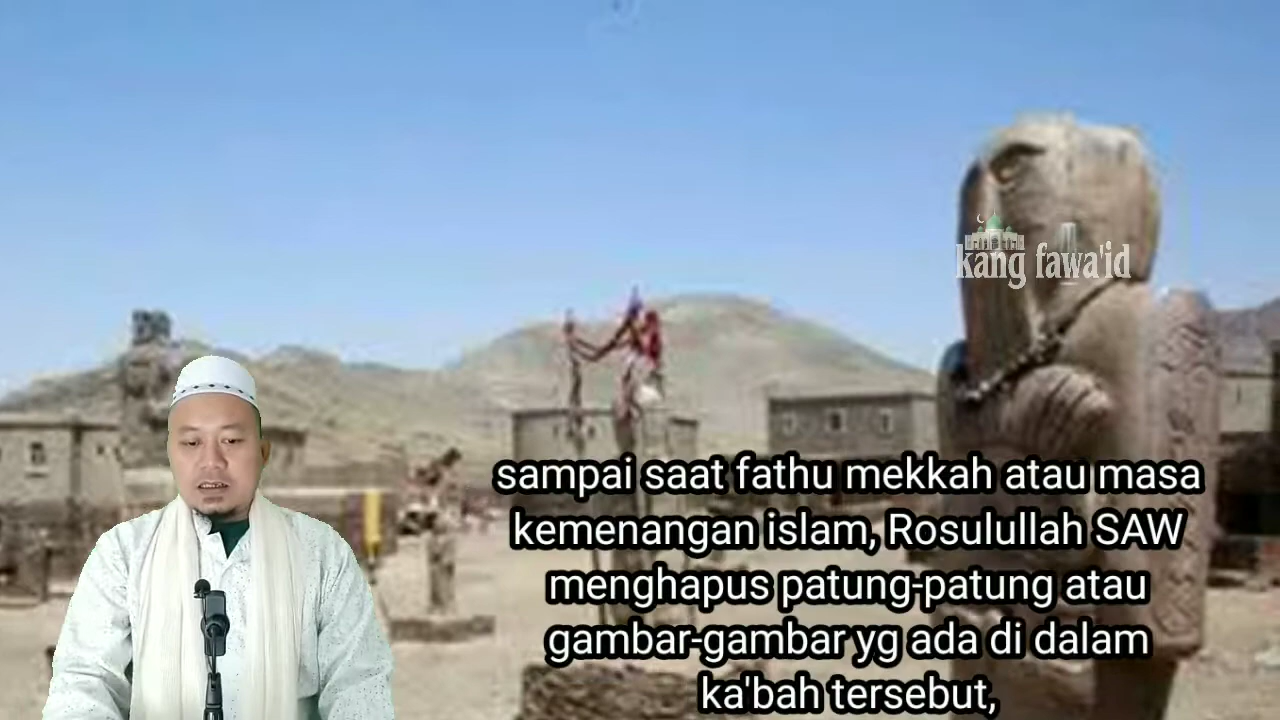 kang fawa'id
sampai saat fathu mekkah atau masa
kemenangan islam, Rosulullah SAW
menghapus patung-patung atau
gambar-gambar yg ada di dalam
ka'bah tersebut,